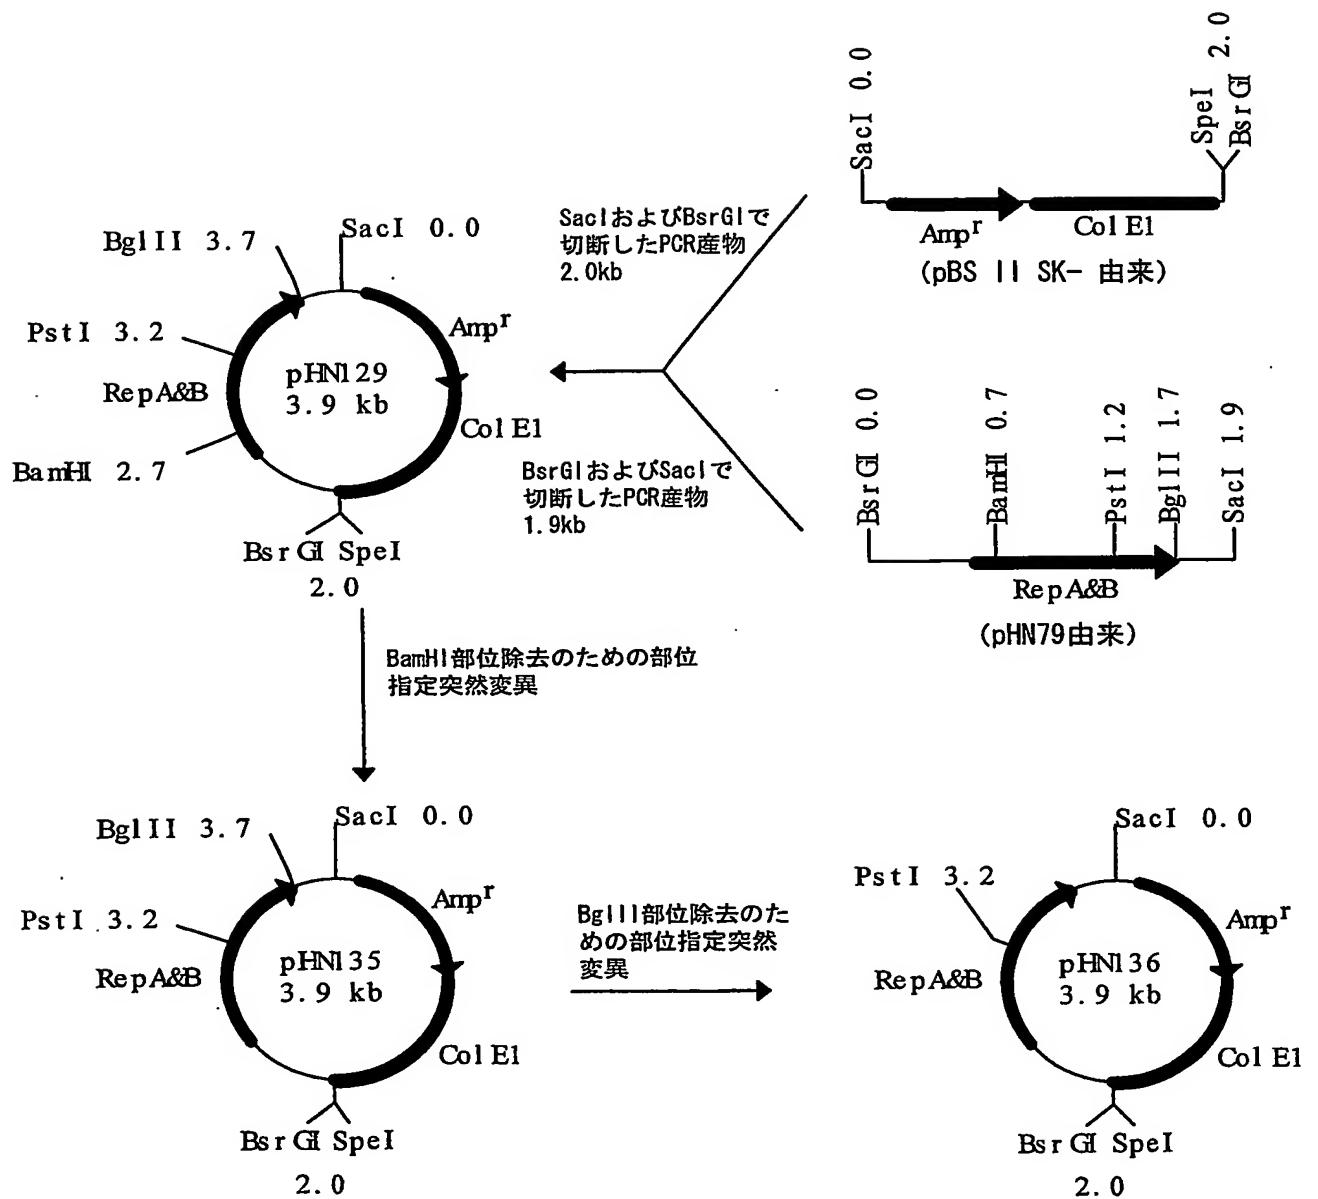 SacI 0.0
SpeI
BsrGI 2.0
Ampr
ColE1
(pBS II SK- 由来)
SacIおよびBsrGIで
切断したPCR産物
2.0kb
BglII 3.7
SacI 0.0
PstI 3.2
Ampr
pHN129
3.9 kb
RepA&B
ColE1
BamHI 2.7
BsrGI SpeI
2.0
BsrGIおよびSacIで
切断したPCR産物
1.9kb
BsrGI 0.0
BamHI 0.7
PstI 1.2
BglII 1.7
SacI 1.9
RepA&B
(pHN79由来)
BamHI部位除去のための部位
指定突然変異
BglII 3.7
SacI 0.0
PstI 3.2
Ampr
pHN135
3.9 kb
RepA&B
ColE1
BsrGI SpeI
2.0
BglII部位除去のた
めの部位指定突然
変異
SacI 0.0
PstI 3.2
Ampr
pHN136
3.9 kb
RepA&B
ColE1
BsrGI SpeI
2.0